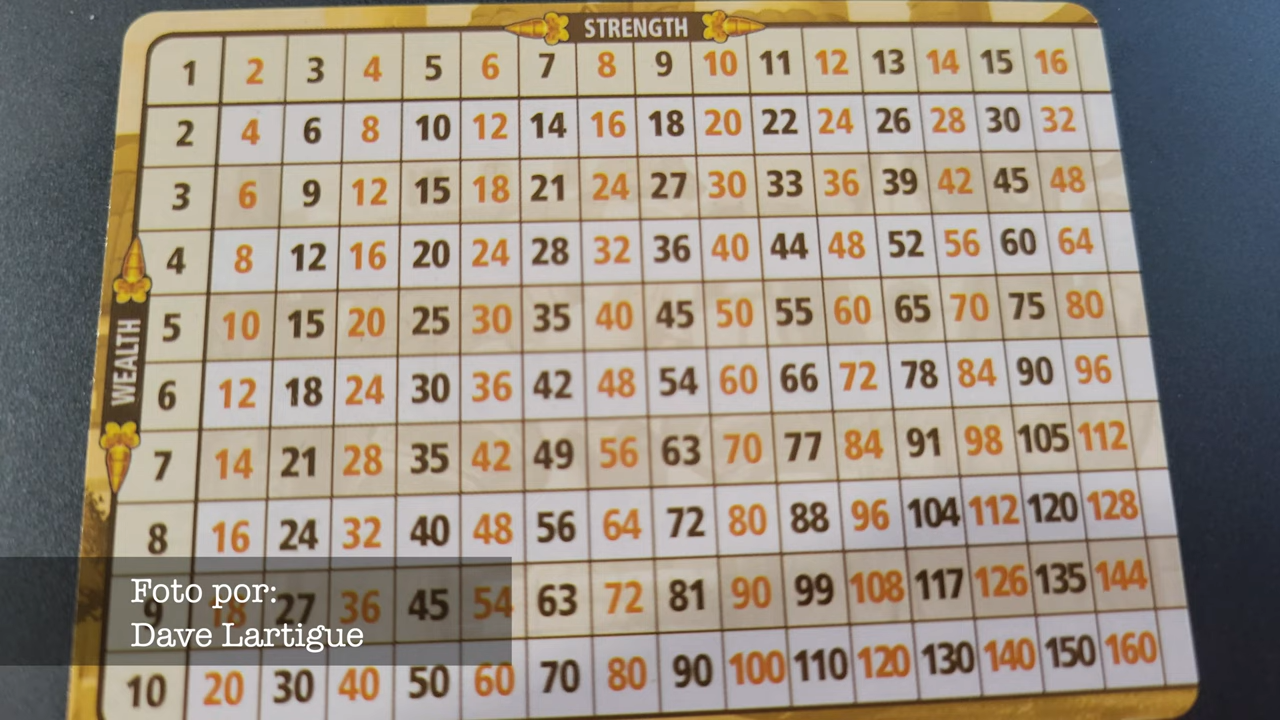 STRENGTH
1 2 3 4 5 6 7 8 9 10 11 12 13 14 15 16
2 4 6 8 10 12 14 16 18 20 22 24 26 28 30 32
3 6 9 12 15 18 21 24 27 30 33 36 39 42 45 48
4 8 12 16 20 24 28 32 36 40 44 48 52 56 60 64
WEALTH
5 10 15 20 25 30 35 40 45 50 55 60 65 70 75 80
6 12 18 24 30 36 42 48 54 60 66 72 78 84 90 96
7 14 21 28 35 42 49 56 63 70 77 84 91 98 105 112
8 16 24 32 40 48 56 64 72 80 88 96 104 112 120 128
9 18 27 36 45 54 63 72 81 90 99 108 117 126 135 144
10 20 30 40 50 60 70 80 90 100 110 120 130 140 150 160
Foto por:
Dave Lartigue